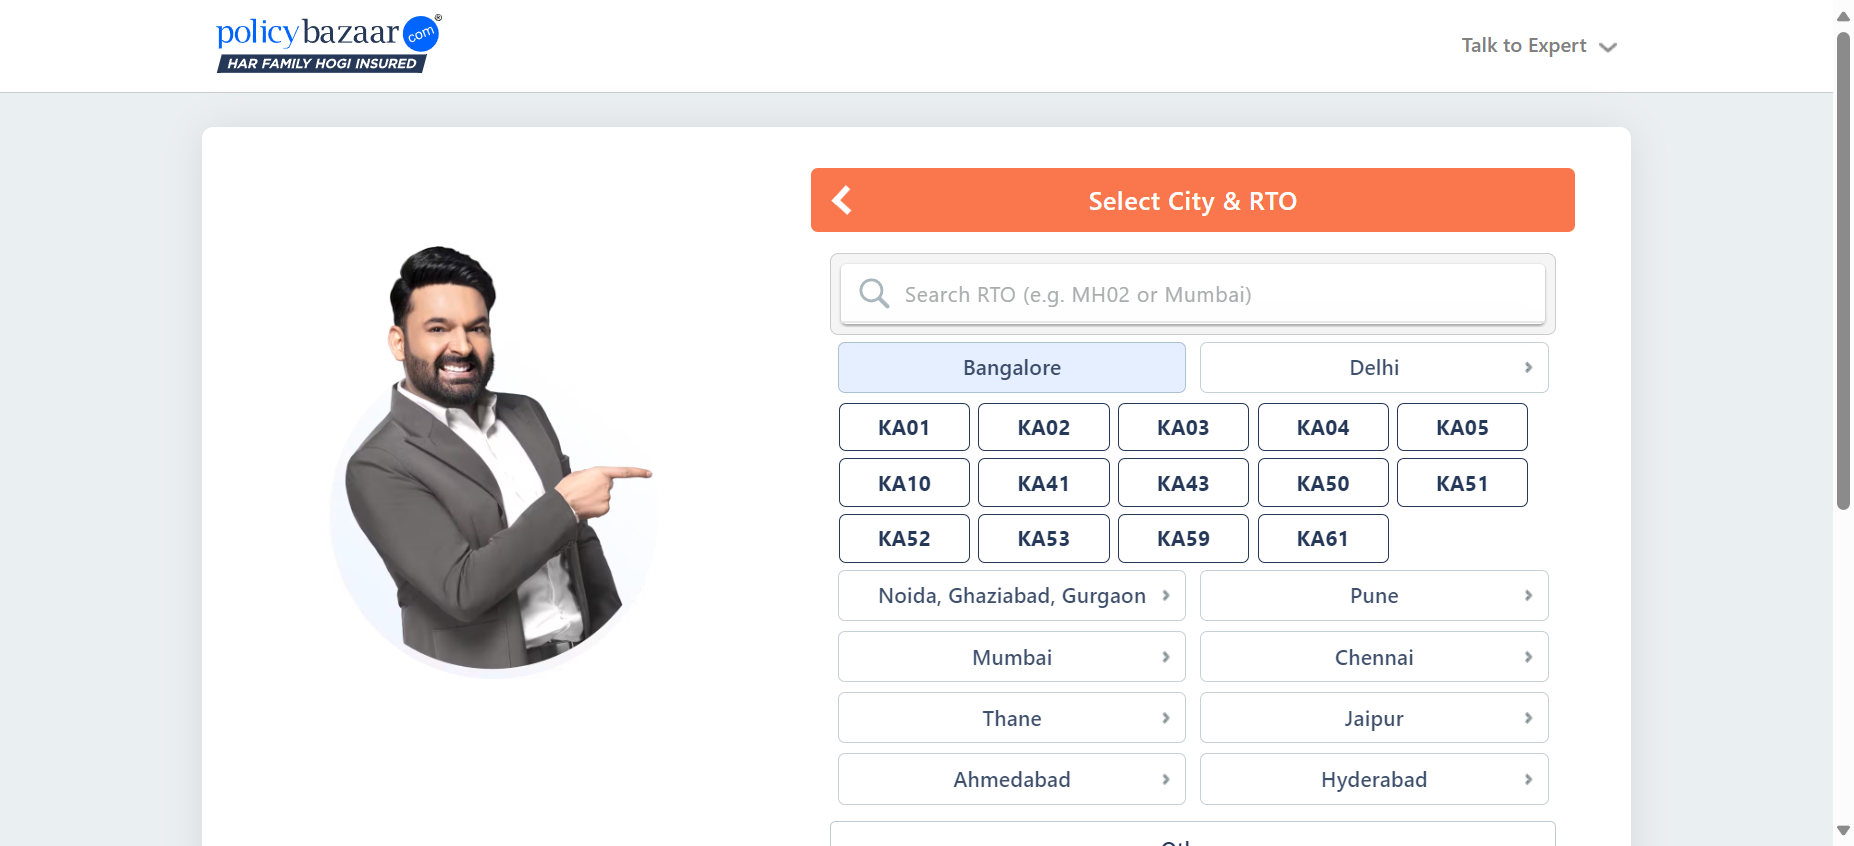 policybazaar com ®
HAR FAMILY HOGI INSURED
Talk to Expert
Select City & RTO
Search RTO (e.g. MH02 or Mumbai)
Bangalore
Delhi
KA01 KA02 KA03 KA04 KA05
KA10 KA41 KA43 KA50 KA51
KA52 KA53 KA59 KA61
Noida, Ghaziabad, Gurgaon
Pune
Mumbai
Chennai
Thane
Jaipur
Ahmedabad
Hyderabad